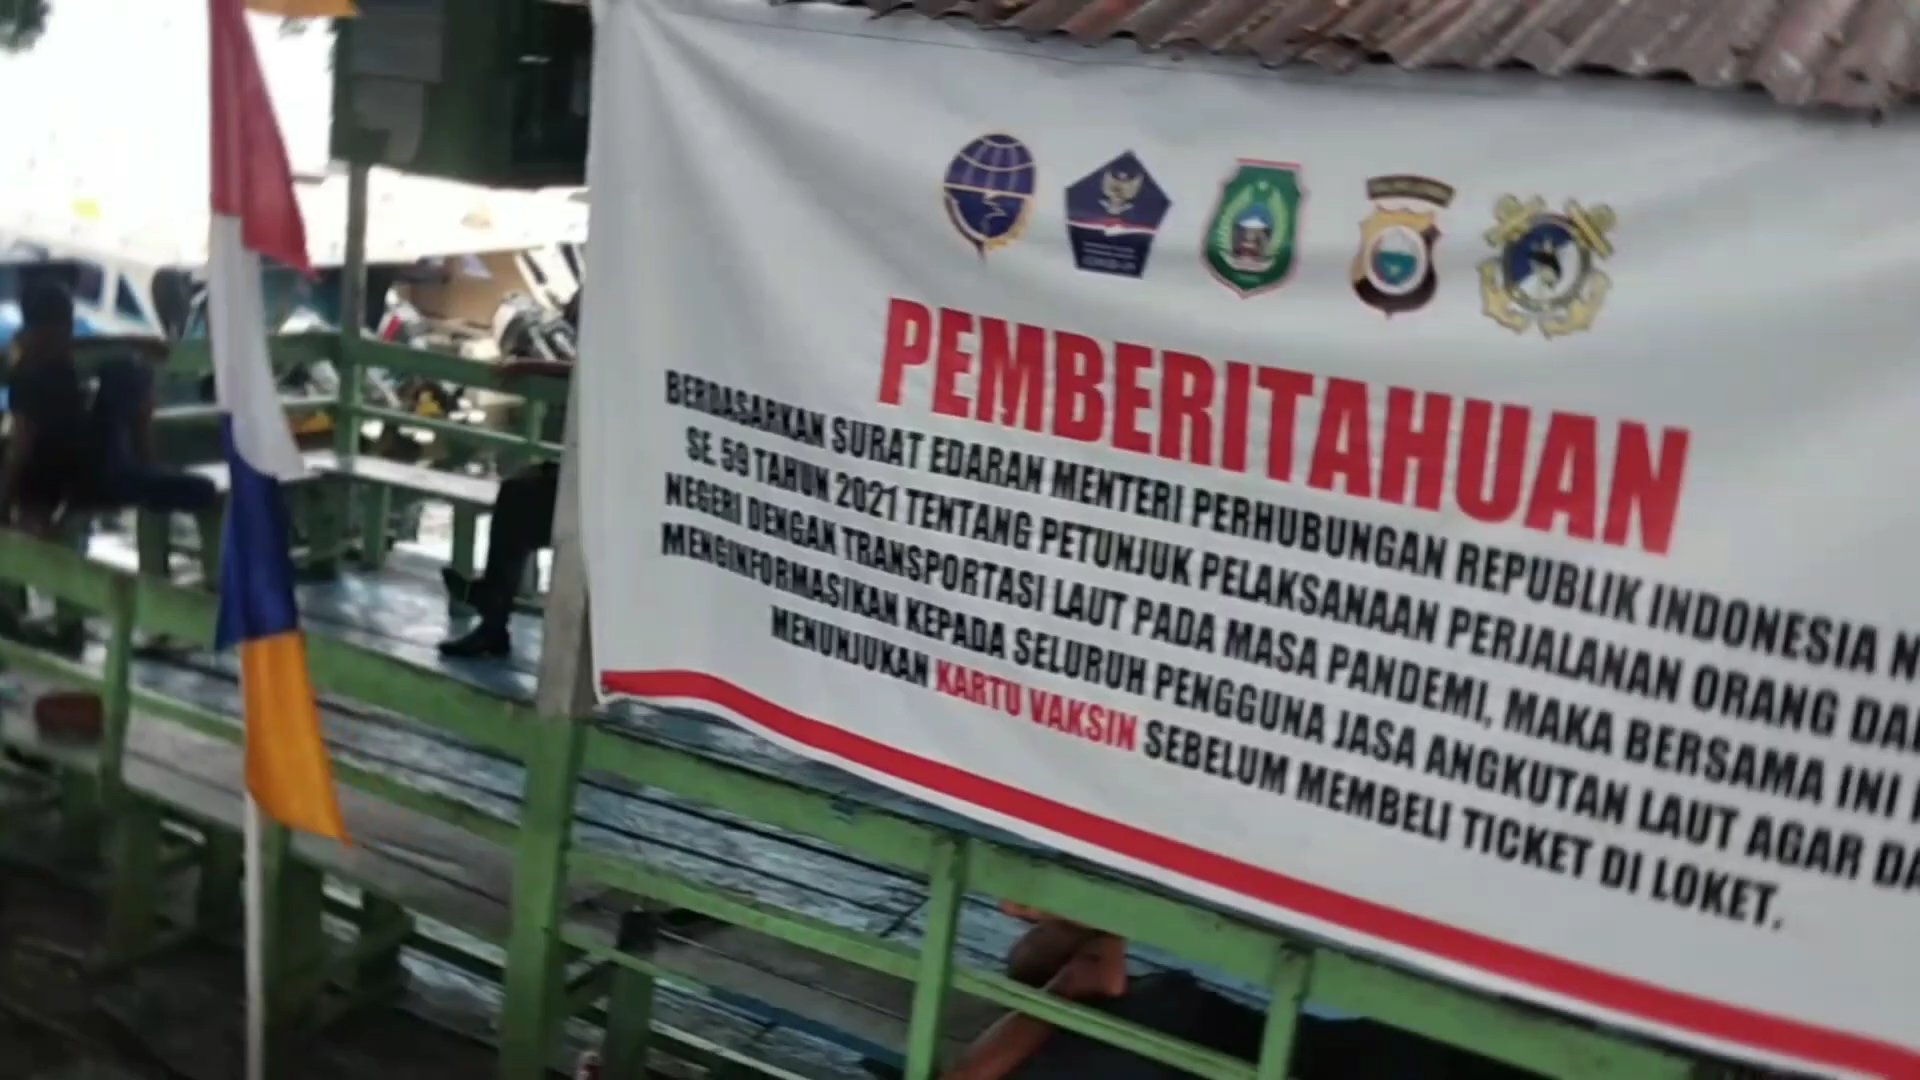 PEMBERITAHUAN
BERDASARKAN SURAT EDARAN MENTERI PERHUBUNGAN REPUBLIK INDONESIA
SE. 59 TAHUN 2021 TENTANG PETUNJUK PELAKSANAAN PERJALANAN ORANG
NEGERI DENGAN TRANSPORTASI LAUT PADA MASA PANDEMI, MAKA BERSAMA INI
MENGINFORMASIKAN KEPADA SELURUH PENGGUNA JASA ANGKUTAN LAUT AGAR
MENUNJUKAN KARTU VAKSIN SEBELUM MEMBELI TICKET DI LOKET.